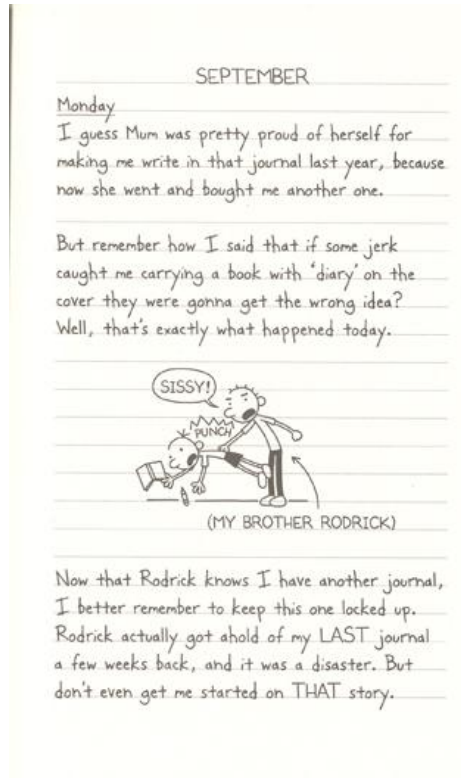 SEPTEMBER
Monday
I guess Mum was pretty proud of herself for
making me write in that journal last year, because
now she went and bought me another one.
But remember how I said that if some jerk
caught me carrying a book with 'diary' on the
cover they were gonna get the wrong idea?
Well, that's exactly what happened today.
SISSY!
PUNCH
(MY BROTHER RODRICK)
Now that Rodrick knows I have another journal,
I better remember to keep this one locked up.
Rodrick actually got ahold of my LAST journal
a few weeks back, and it was a disaster. But
don't even get me started on THAT story.